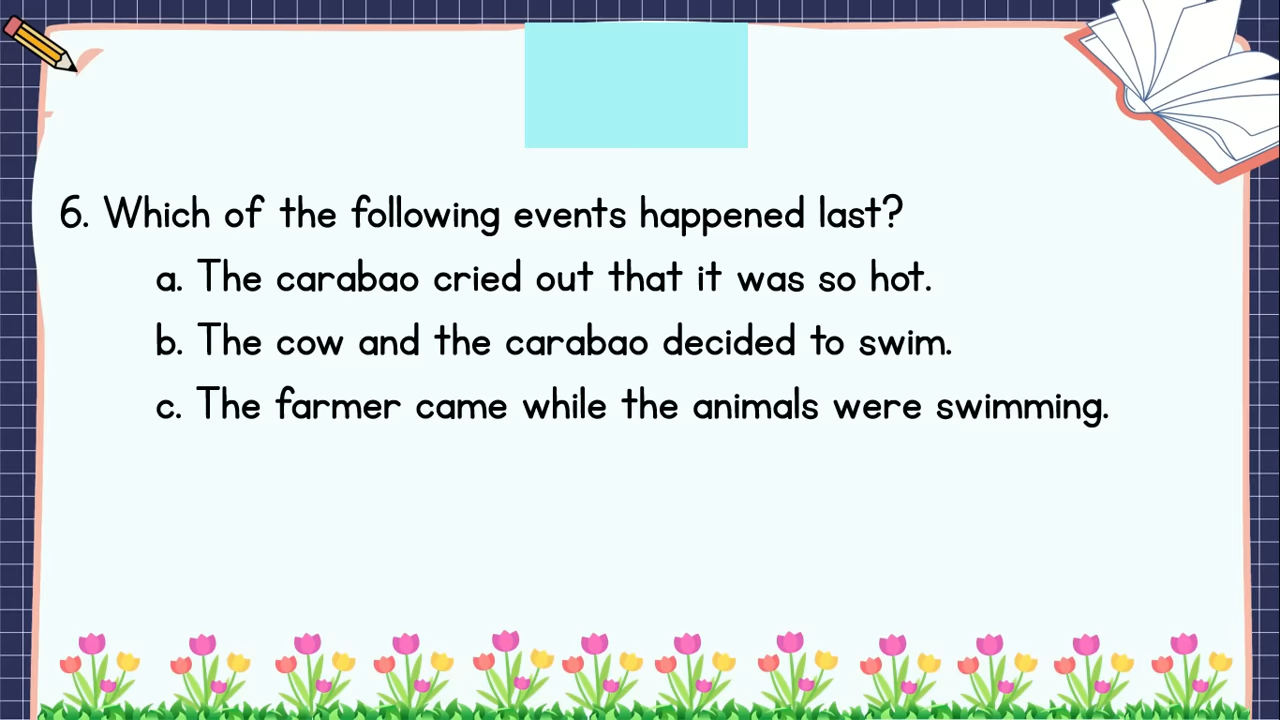 6. Which of the following events happened last?
a. The carabao cried out that it was so hot.
b. The cow and the carabao decided to swim.
c. The farmer came while the animals were swimming.